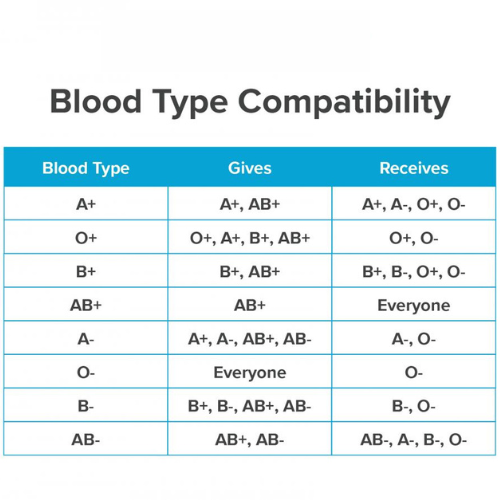 Blood Type Compatibility
Blood Type Gives Receives
A+ A+, AB+ A+, A-, O+, O-
O+ O+, A+, B+, AB+ O+, O-
B+ B+, AB+ B+, B-, O+, O-
AB+ AB+ Everyone
A- A+, A-, AB+, AB- A-, O-
O- Everyone O-
B- B+, B-, AB+, AB- B-, O-
AB- AB+, AB- AB-, A-, B-, O-